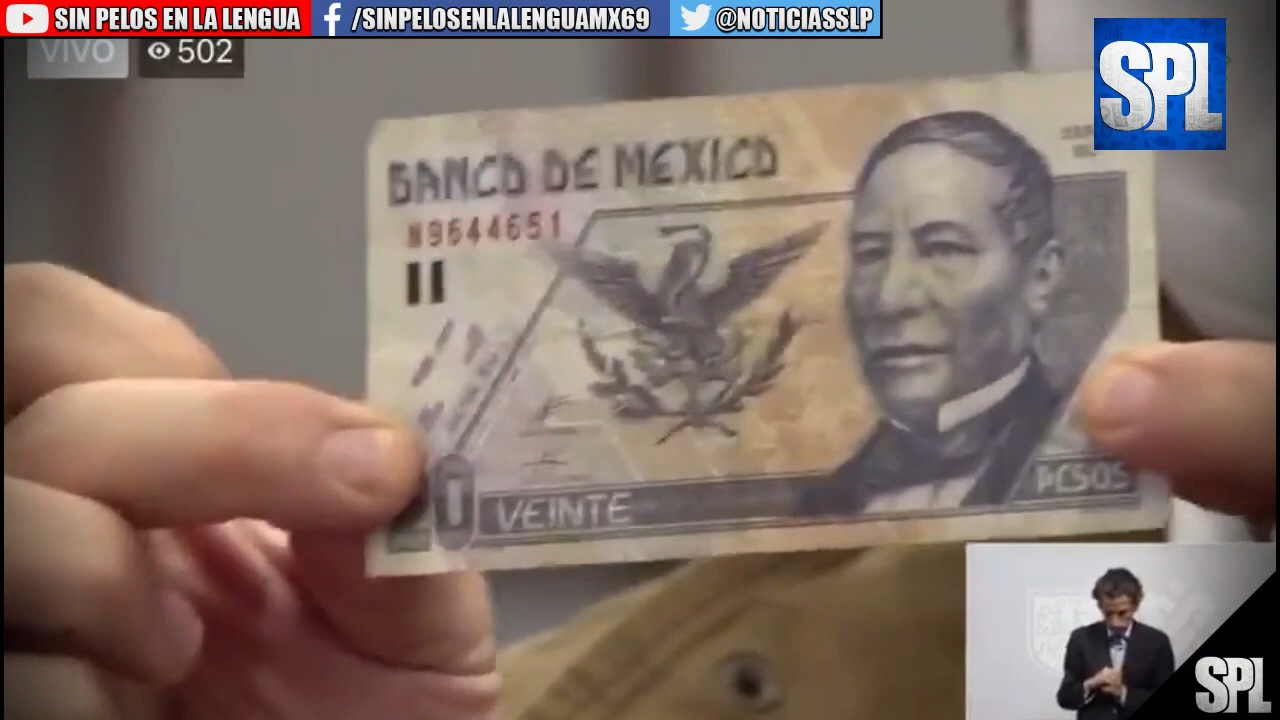 SIN PELOS EN LA LENGUA /SINPELOSENLALENGUAMX69 @NOTICIASSLP
VIVO 502
SPL
BANCO DE MEXICO
N9644651
VEINTE
PESOS
SPL